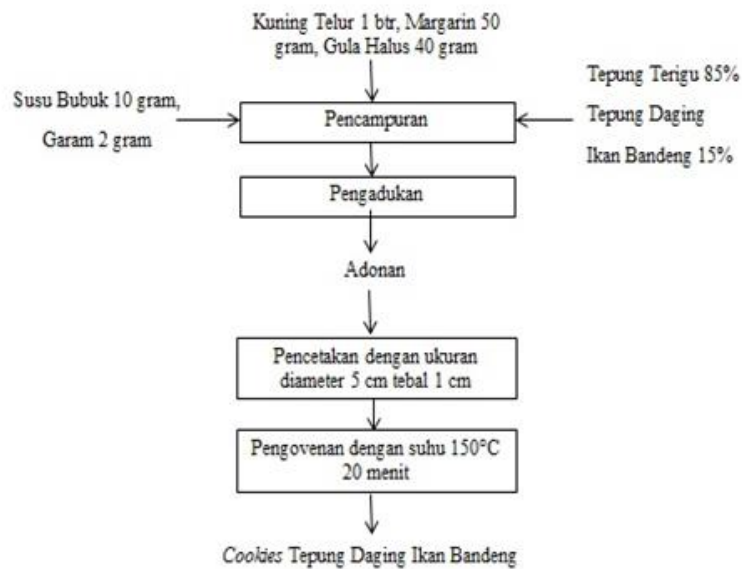 Kuning Telur 1 btr, Margarin 50
gram, Gula Halus 40 gram
Susu Bubuk 10 gram,
Garam 2 gram
Pencampuran
Tepung Terigu 85%
Tepung Daging
Ikan Bandeng 15%
Pengadukan
Adonan
Pencetakan dengan ukuran
diameter 5 cm tebal 1 cm
Pengovenan dengan suhu 150°C
20 menit
Cookies Tepung Daging Ikan Bandeng